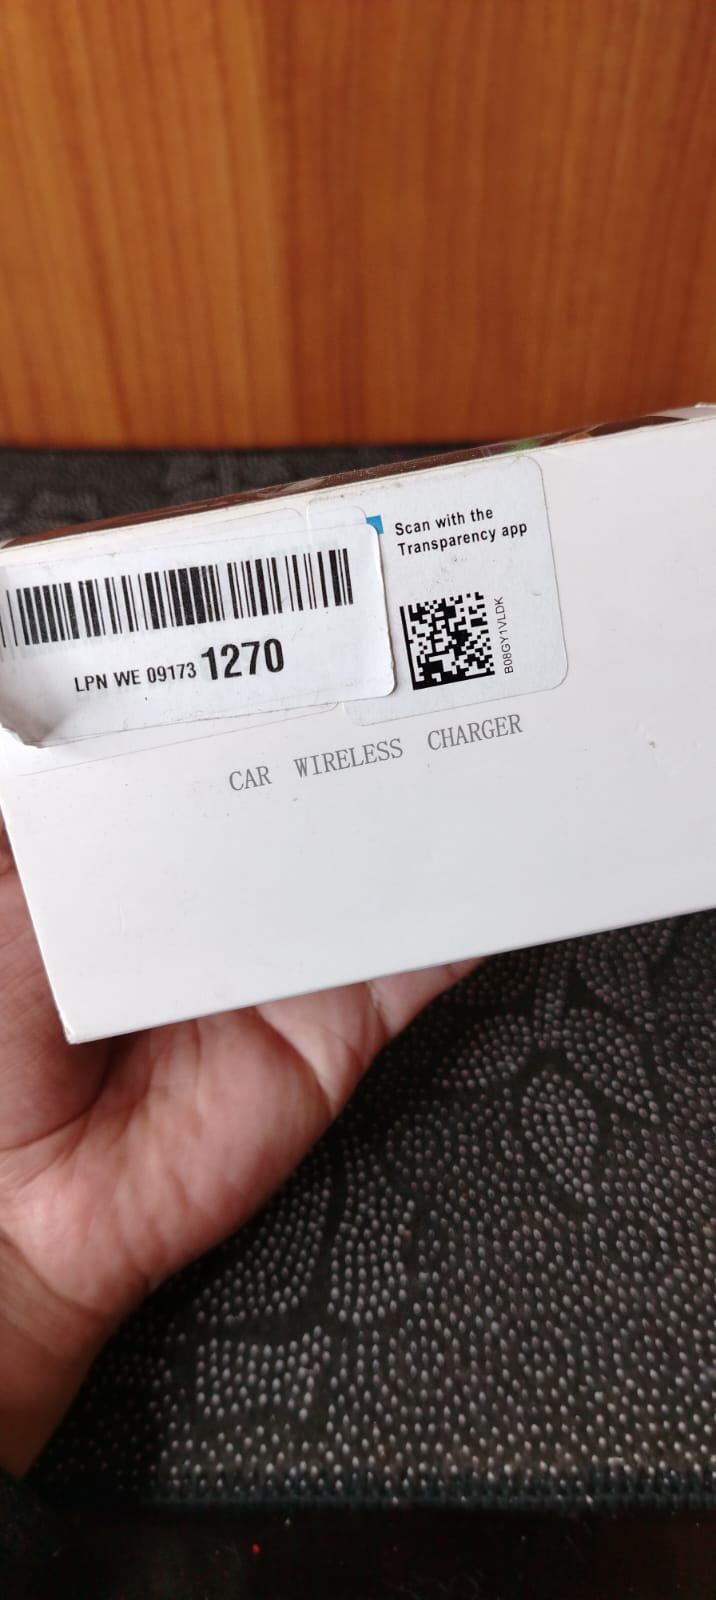 Scan with the
Transparency app
LPN WE 09173 1270
B08GY1VLDK
CAR WIRELESS CHARGER